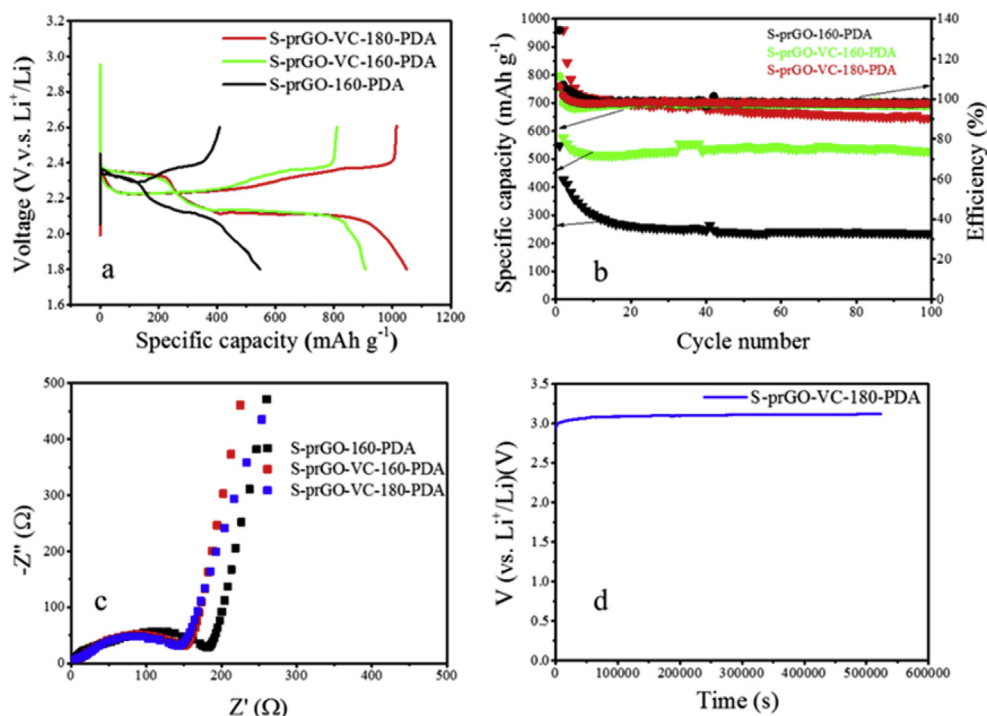 S-prGO-VC-180-PDA
S-prGO-VC-160-PDA
S-prGO-160-PDA
Voltage (V,v.s. Li⁺/Li)
3.2
3.0
2.8
2.6
2.4
2.2
2.0
1.8
1.6
a
0 200 400 600 800 1000 1200
Specific capacity (mAh g⁻¹)
S-prGO-160-PDA
S-prGO-VC-160-PDA
S-prGO-VC-180-PDA
Specific capacity (mAh g⁻¹)
1000
900
800
700
600
500
400
300
200
100
0
b
140
120
100
80
60
40
20
0
Efficiency (%)
0 20 40 60 80 100
Cycle number
S-prGO-160-PDA
S-prGO-VC-160-PDA
S-prGO-VC-180-PDA
-Z'' (Ω)
500
400
300
200
100
0
c
0 100 200 300 400 500
Z' (Ω)
S-prGO-VC-180-PDA
V (vs. Li⁺/Li)(V)
3.5
3.0
2.5
2.0
1.5
1.0
0.5
0.0
d
0 100000 200000 300000 400000 500000 600000
Time (s)